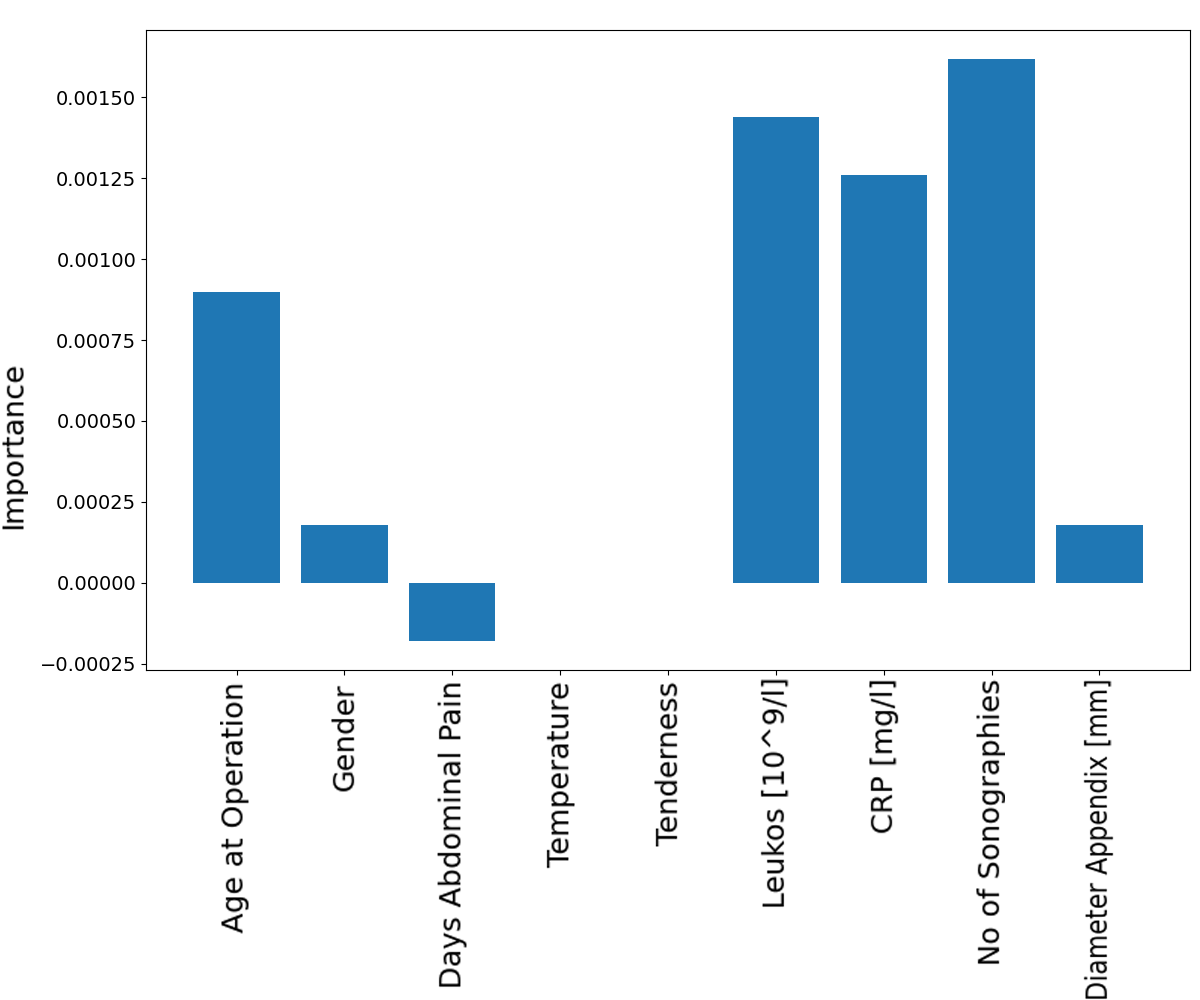 Importance
0.00150
0.00125
0.00100
0.00075
0.00050
0.00025
0.00000
−0.00025
Age at Operation
Gender
Days Abdominal Pain
Temperature
Tenderness
Leukos [10^9/l]
CRP [mg/l]
No of Sonographies
Diameter Appendix [mm]